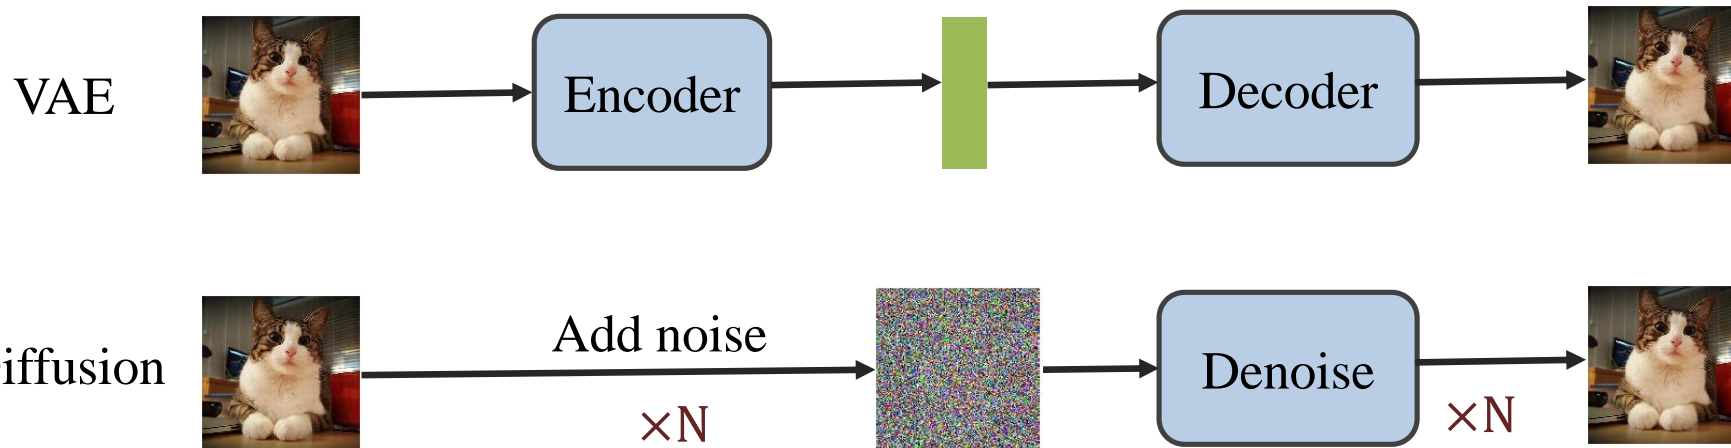 VAE
Encoder
Decoder
iffusion
Add noise
×N
Denoise
×N